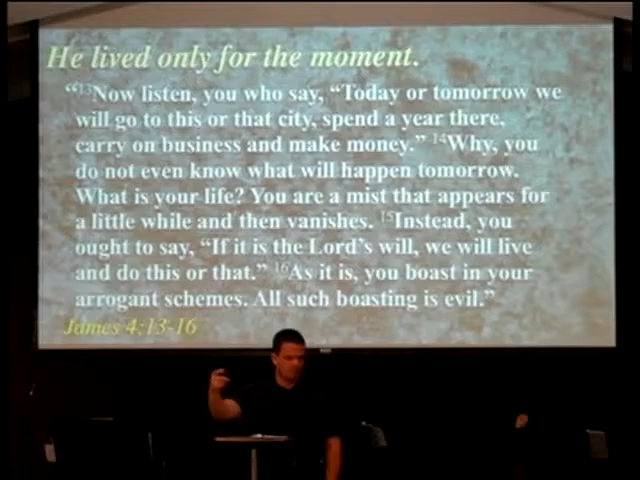 He lived only for the moment.
“13Now listen, you who say, “Today or tomorrow we
will go to this or that city, spend a year there,
carry on business and make money.” 14Why, you
do not even know what will happen tomorrow.
What is your life? You are a mist that appears for
a little while and then vanishes. 15Instead, you
ought to say, “If it is the Lord’s will, we will live
and do this or that.” 16As it is, you boast in your
arrogant schemes. All such boasting is evil.”
James 4:13-16